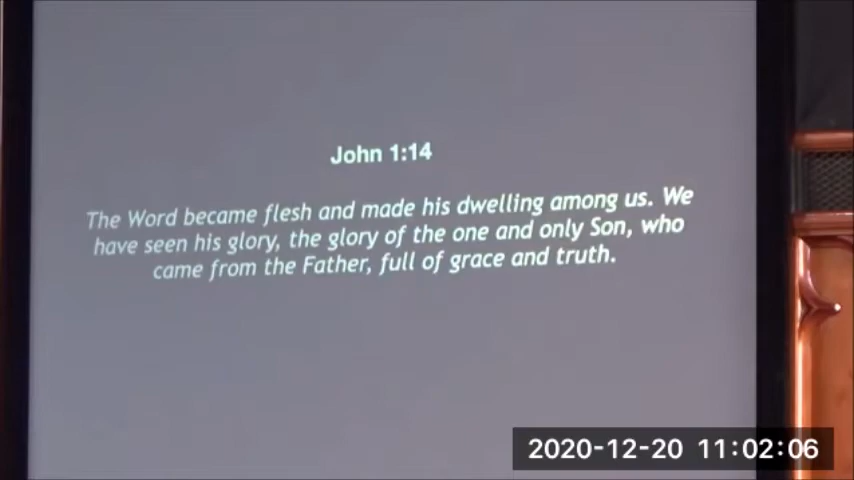 John 1:14
The Word became flesh and made his dwelling among us. We
have seen his glory, the glory of the one and only Son, who
came from the Father, full of grace and truth.
2020-12-20 11:02:06